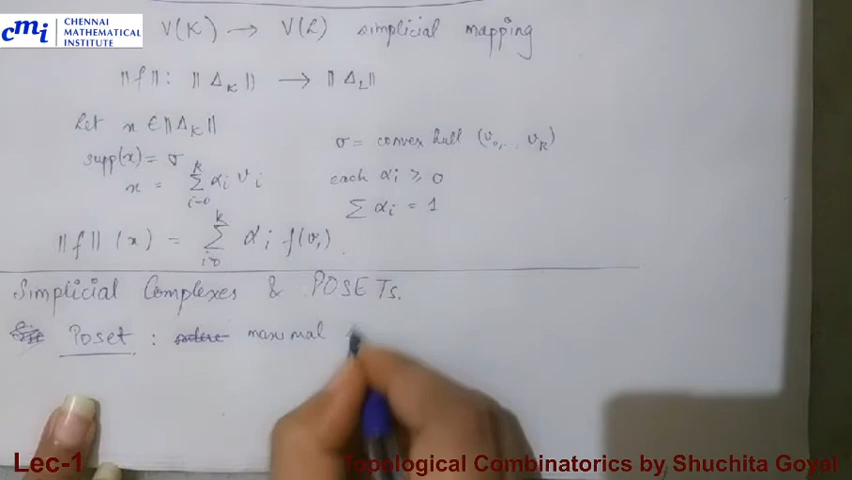 cmi CHENNAI
MATHEMATICAL
INSTITUTE
V(K) → V(L) simplicial mapping
||f|| : ||Δ_K|| → ||Δ_L||
Let x ∈ ||Δ_K||
supp(x) = σ
σ = convex hull (v_0, .. v_k)
x = Σ_{i=0}^{k} α_i v_i
each α_i ≥ 0
Σ α_i = 1
||f|| (x) = Σ_{i=0}^{k} α_i f(v_i).
Simplicial Complexes & POSETs.
Poset : maximal
Lec-1
Topological Combinatorics by Shuchita Goyal